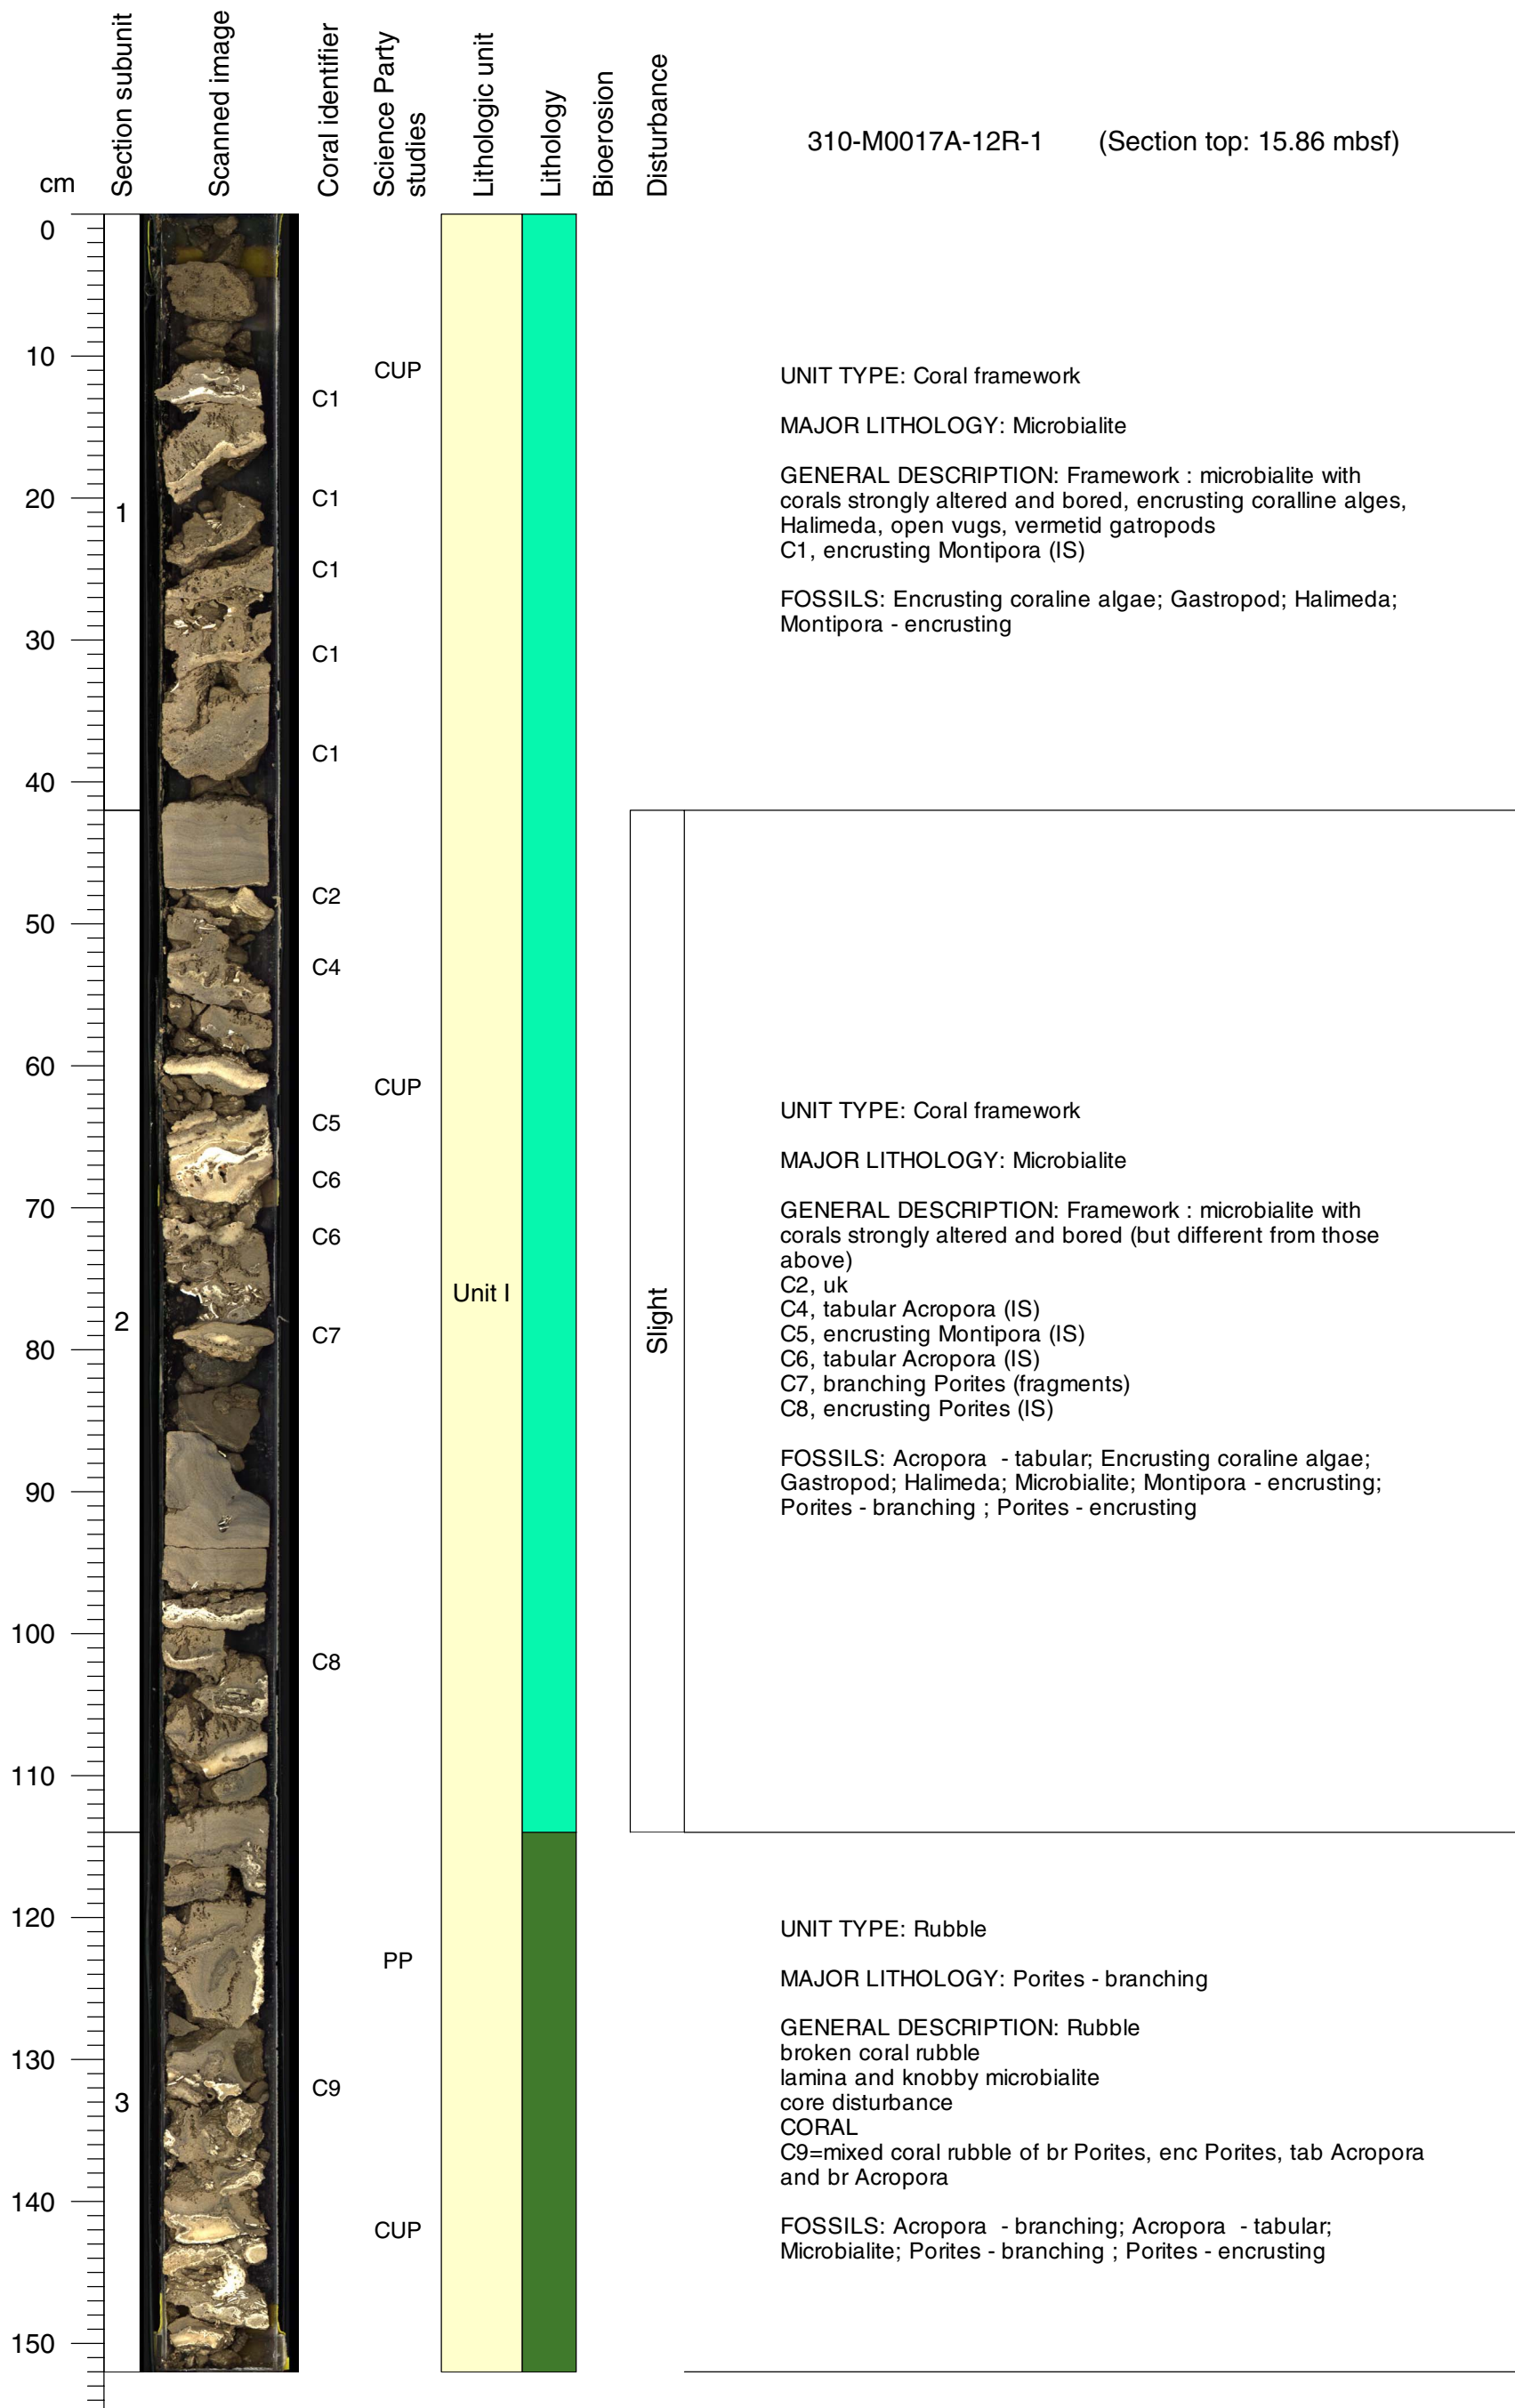 Section subunit
Scanned image
Coral identifier
Science Party
studies
Lithologic unit
Lithology
Bioerosion
Disturbance
310-M0017A-12R-1 (Section top: 15.86 mbsf)
cm
0
10
20
30
40
50
60
70
80
90
100
110
120
130
140
150
1
2
3
C1
C1
C1
C1
C1
C2
C4
C5
C6
C6
C7
C8
C9
CUP
CUP
PP
CUP
Unit I
Slight
UNIT TYPE: Coral framework
MAJOR LITHOLOGY: Microbialite
GENERAL DESCRIPTION: Framework : microbialite with
corals strongly altered and bored, encrusting coralline alges,
Halimeda, open vugs, vermetid gatropods
C1, encrusting Montipora (IS)
FOSSILS: Encrusting coraline algae; Gastropod; Halimeda;
Montipora - encrusting
UNIT TYPE: Coral framework
MAJOR LITHOLOGY: Microbialite
GENERAL DESCRIPTION: Framework : microbialite with
corals strongly altered and bored (but different from those
above)
C2, uk
C4, tabular Acropora (IS)
C5, encrusting Montipora (IS)
C6, tabular Acropora (IS)
C7, branching Porites (fragments)
C8, encrusting Porites (IS)
FOSSILS: Acropora - tabular; Encrusting coraline algae;
Gastropod; Halimeda; Microbialite; Montipora - encrusting;
Porites - branching ; Porites - encrusting
UNIT TYPE: Rubble
MAJOR LITHOLOGY: Porites - branching
GENERAL DESCRIPTION: Rubble
broken coral rubble
lamina and knobby microbialite
core disturbance
CORAL
C9=mixed coral rubble of br Porites, enc Porites, tab Acropora
and br Acropora
FOSSILS: Acropora - branching; Acropora - tabular;
Microbialite; Porites - branching ; Porites - encrusting